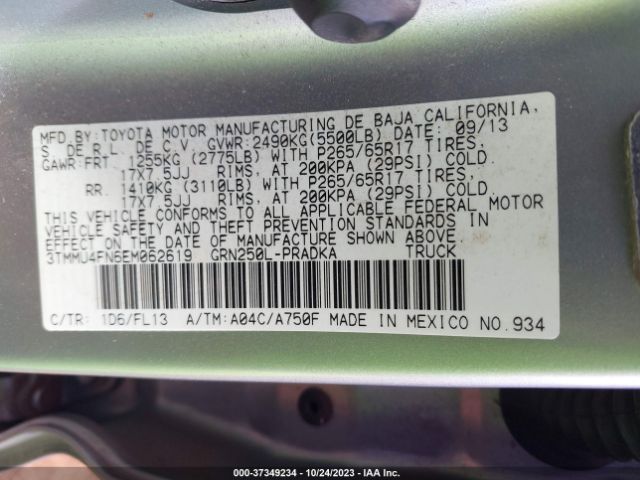 MFD.BY:TOYOTA MOTOR MANUFACTURING DE BAJA CALIFORNIA,
S. DE R.L. DE C.V. GVWR:2490KG(5500LB) DATE: 09/13
GAWR:FRT 1255KG (2775LB) WITH P265/65R17 TIRES,
17X7.5JJ RIMS, AT 200KPA (29PSI) COLD.
RR. 1410KG (3110LB) WITH P265/65R17 TIRES,
17X7.5JJ RIMS, AT 200KPA (29PSI) COLD.
THIS VEHICLE CONFORMS TO ALL APPLICABLE FEDERAL MOTOR
VEHICLE SAFETY AND THEFT PREVENTION STANDARDS IN
EFFECT ON THE DATE OF MANUFACTURE SHOWN ABOVE.
3TMMU4FN6EM062619 GRN250L-PRADKA TRUCK
C/TR: 1D6/FL13 A/TM:A04C/A750F MADE IN MEXICO NO.934
000-37349234 - 10/24/2023 - IAA Inc.